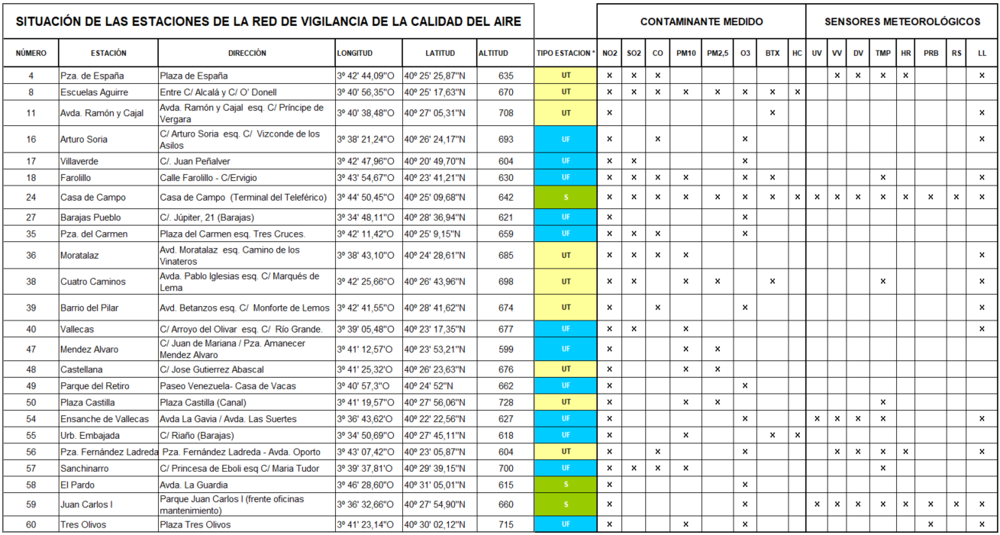 SITUACIÓN DE LAS ESTACIONES DE LA RED DE VIGILANCIA DE LA CALIDAD DEL AIRE CONTAMINANTE MEDIDO SENSORES METEOROLÓGICOS
NÚMERO ESTACIÓN DIRECCIÓN LONGITUD LATITUD ALTITUD TIPO ESTACION * NO2 SO2 CO PM10 PM2,5 O3 BTX HC UV VV DV TMP HR PRB RS LL
4 Pza. de España Plaza de España 3º 42' 44,09"O 40º 25' 25,87"N 635 UT x x x x x x x x
8 Escuelas Aguirre Entre C/ Alcalá y C/ O' Donell 3º 40' 56,35"O 40º 25' 17,63"N 670 UT x x x x x x x x
11 Avda. Ramón y Cajal Avda. Ramón y Cajal esq. C/ Príncipe de
Vergara 3º 40' 38,48"O 40º 27' 05,31"N 708 UT x x x
16 Arturo Soria C/ Arturo Soria esq. C/ Vizconde de los
Asilos 3º 38' 21,24"O 40º 26' 24,17"N 693 UF x x x x
17 Villaverde C/. Juan Peñalver 3º 42' 47,96"O 40º 20' 49,70"N 604 UF x x x
18 Farolillo Calle Farolillo - C/Ervigio 3º 43' 54,67"O 40º 23' 41,21"N 630 UF x x x x x x x x
24 Casa de Campo Casa de Campo (Terminal del Teleférico) 3º 44' 50,45"O 40º 25' 09,68"N 642 S x x x x x x x x x x x x x x x x
27 Barajas Pueblo C/. Júpiter, 21 (Barajas) 3º 34' 48,11"O 40º 28' 36,94"N 621 UF x x
35 Pza. del Carmen Plaza del Carmen esq. Tres Cruces. 3º 42' 11,42"O 40º 25' 9,15"N 659 UF x x x x
36 Moratalaz Avd. Moratalaz esq. Camino de los
Vinateros 3º 38' 43,10"O 40º 24' 28,61"N 685 UT x x x x x
38 Cuatro Caminos Avda. Pablo Iglesias esq. C/ Marqués de
Lema 3º 42' 25,66"O 40º 26' 43,96"N 698 UT x x x x x x x
39 Barrio del Pilar Avd. Betanzos esq. C/ Monforte de Lemos 3º 42' 41,55"O 40º 28' 41,62"N 674 UT x x x x
40 Vallecas C/ Arroyo del Olivar esq. C/ Río Grande. 3º 39' 05,48"O 40º 23' 17,35"N 677 UF x x x x
47 Mendez Alvaro C/ Juan de Mariana / Pza. Amanecer
Mendez Alvaro 3º 41' 12,57'O 40º 23' 53,21"N 599 UF x x x
48 Castellana C/ Jose Gutierrez Abascal 3º 41' 25,32'O 40º 26' 23,63"N 676 UT x x x
49 Parque del Retiro Paseo Venezuela- Casa de Vacas 3º 40' 57,3"O 40º 24' 52"N 662 UF x x
50 Plaza Castilla Plaza Castilla (Canal) 3º 41' 19,57"O 40º 27' 56,06"N 728 UT x x x x
54 Ensanche de Vallecas Avda La Gavia / Avda. Las Suertes 3º 36' 43,62'O 40º 22' 22,56"N 627 UF x x x x x x x
55 Urb. Embajada C/ Riaño (Barajas) 3º 34' 50,69"O 40º 27' 45,11"N 618 UF x x x x
56 Pza. Fernández Ladreda Pza. Fernández Ladreda - Avda. Oporto 3º 43' 07,42"O 40º 23' 05,87"N 604 UT x x x x x x x x
57 Sanchinarro C/ Princesa de Eboli esq C/ Maria Tudor 3º 39' 37,81'O 40º 29' 39,15"N 700 UF x x x x x
58 El Pardo Avda. La Guardia 3º 46' 28,60"O 40º 31' 05,01"N 615 S x x
59 Juan Carlos I Parque Juan Carlos I (frente oficinas
mantenimiento) 3º 36' 32,66"O 40º 27' 54,90"N 660 S x x x x x x x x x x
60 Tres Olivos Plaza Tres Olivos 3º 41' 23,14"O 40º 30' 02,12"N 715 UF x x x x x